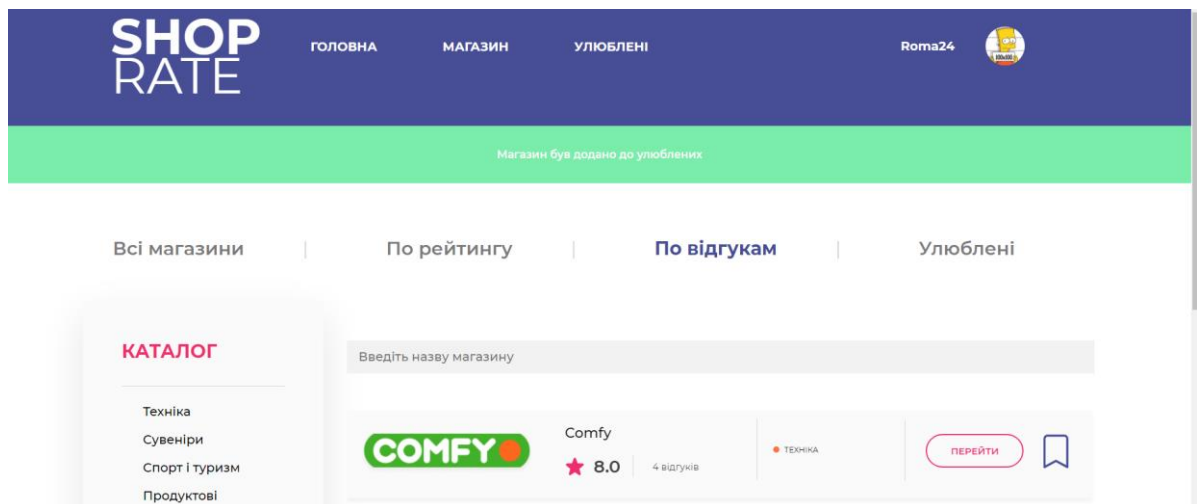 SHOP
RATE
ГОЛОВНА
МАГАЗИН
УЛЮБЛЕНІ
Roma24
100x100
Магазин був додано до улюблених
Всі магазини
По рейтингу
По відгукам
Улюблені
КАТАЛОГ
Техніка
Сувеніри
Спорт і туризм
Продуктові
Введіть назву магазину
COMFY
Comfy
8.0
4 відгуків
ТЕХНІКА
ПЕРЕЙТИ